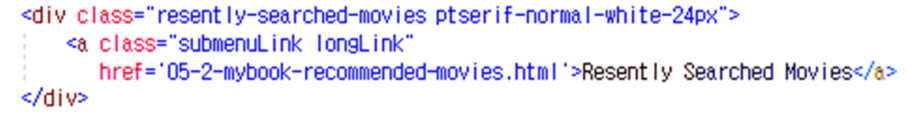 <div class="resently-searched-movies ptserif-normal-white-24px">
<a class="submenuLink longLink"
href='05-2-mybook-recommended-movies.html'>Resently Searched Movies</a>
</div>